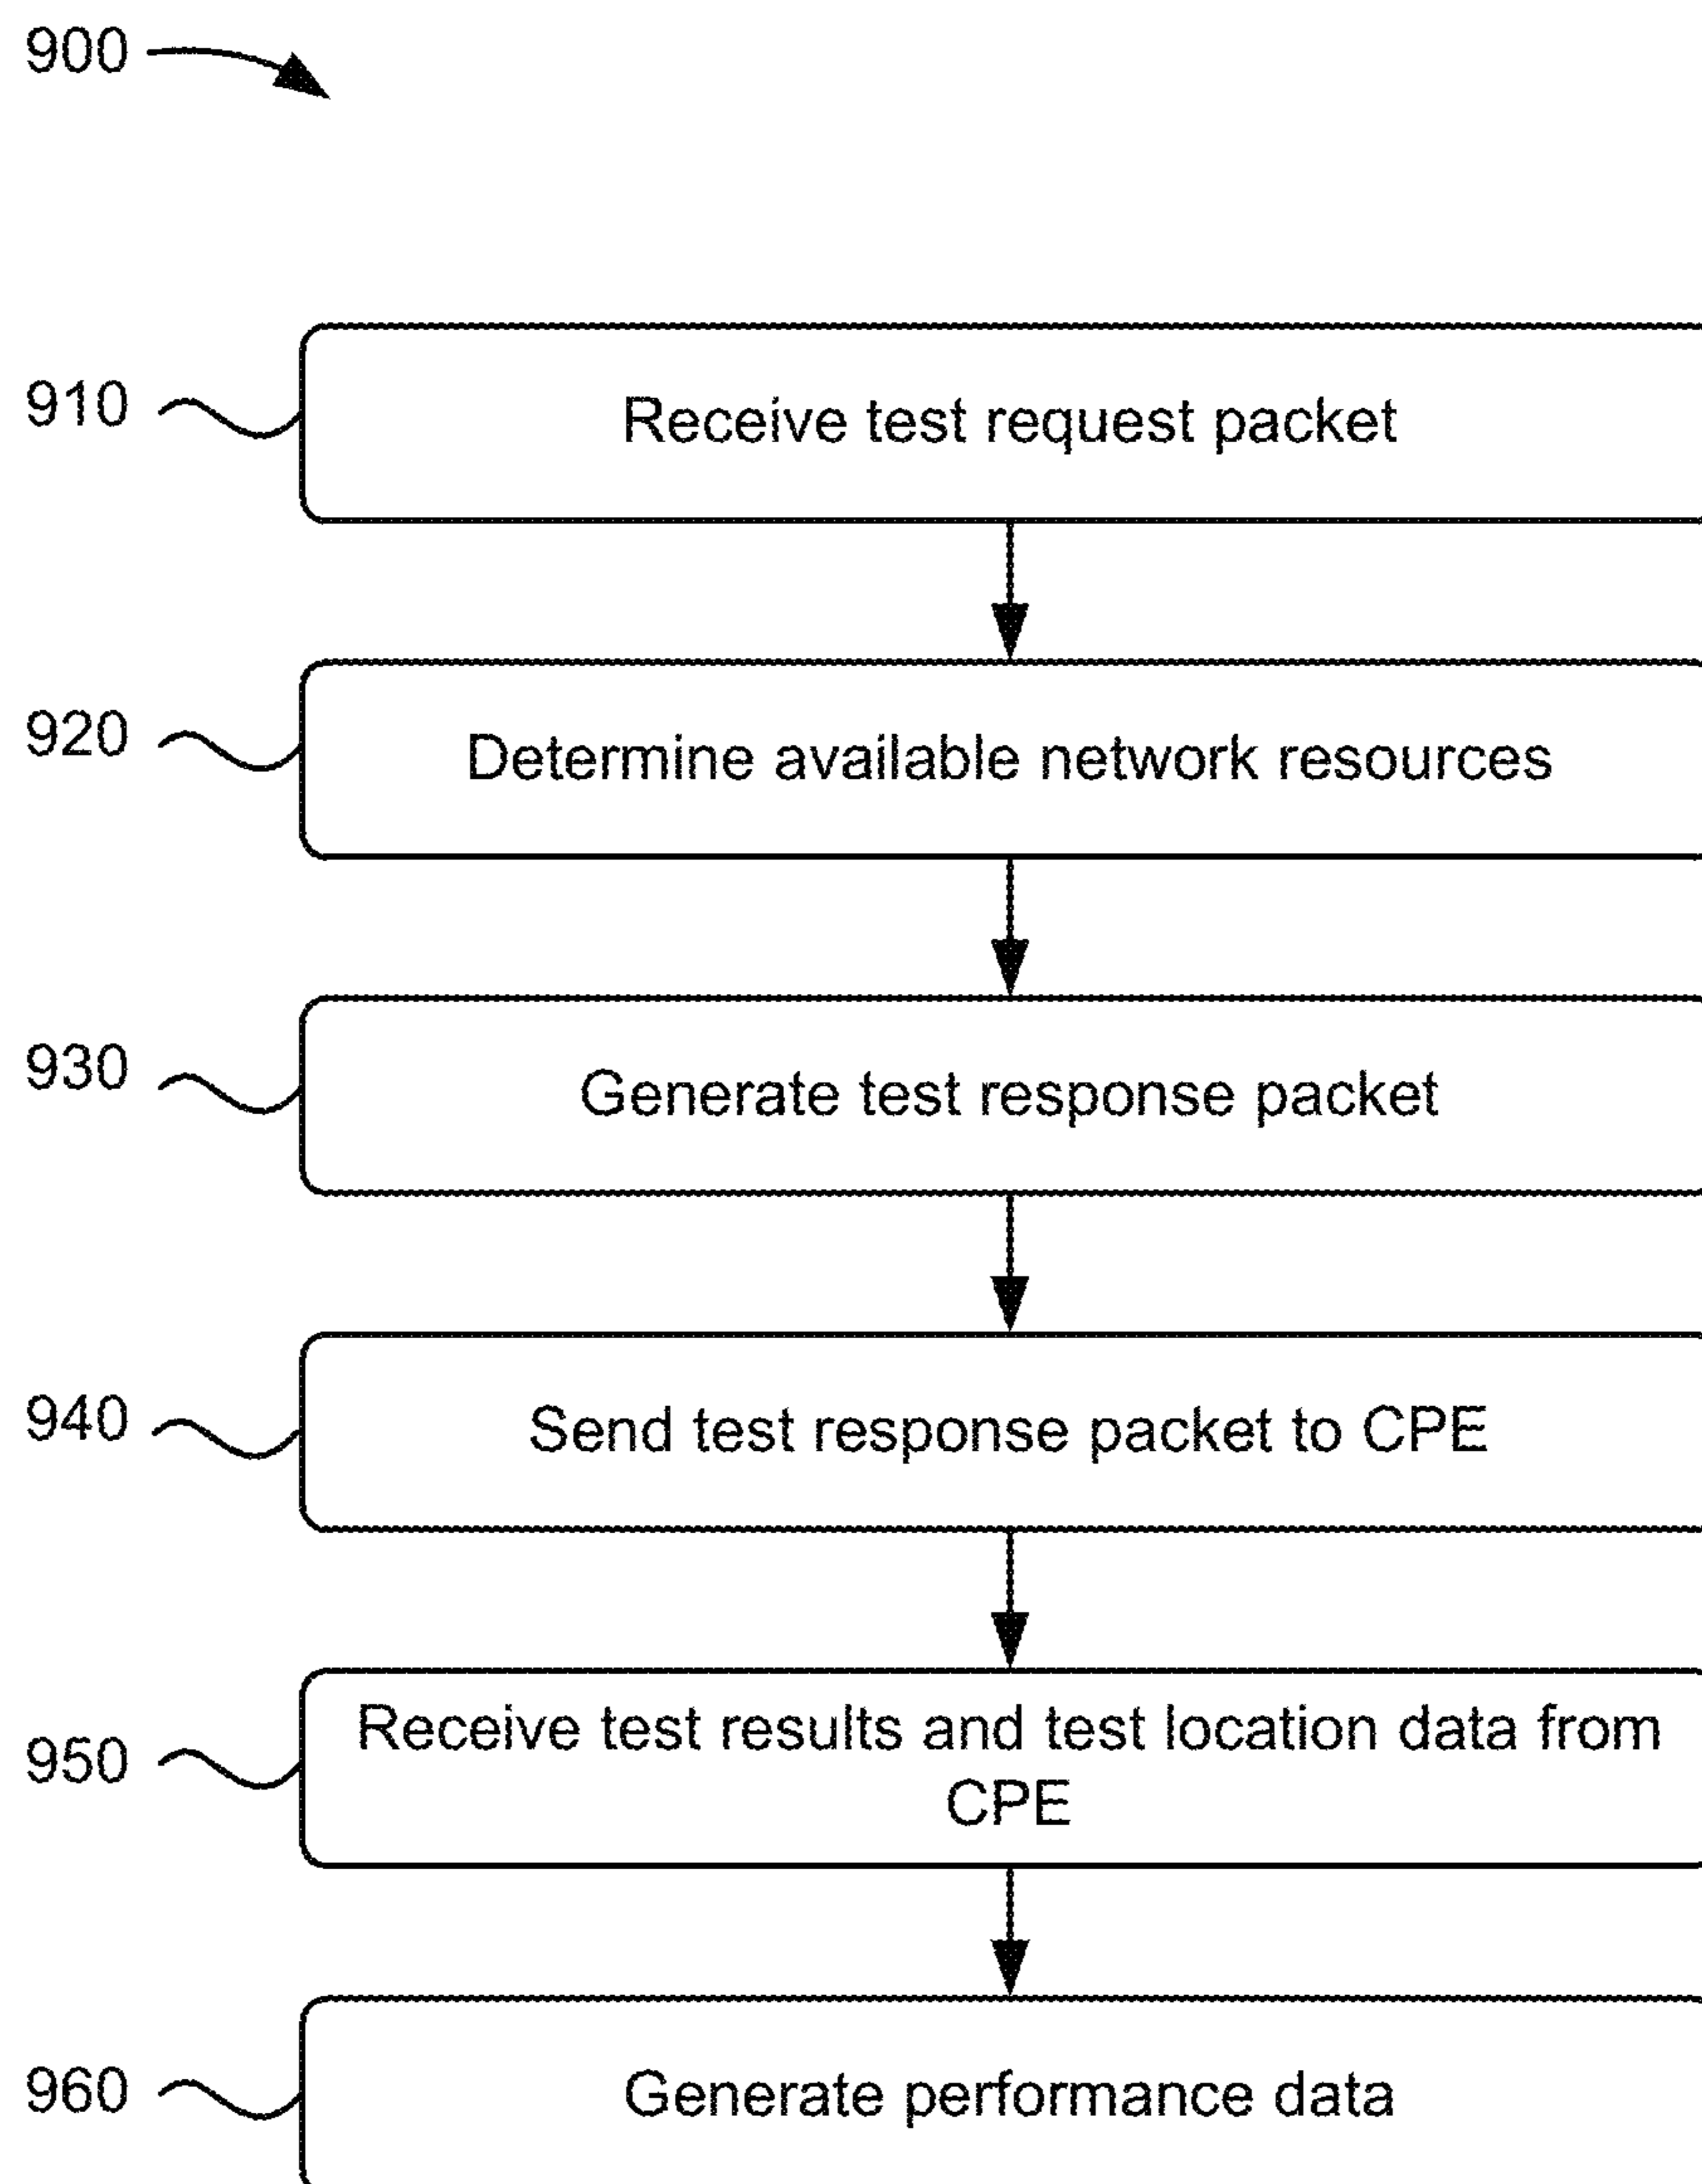 900
910
Receive test request packet
920
Determine available network resources
930
Generate test response packet
940
Send test response packet to CPE
950
Receive test results and test location data from
CPE
960
Generate performance data